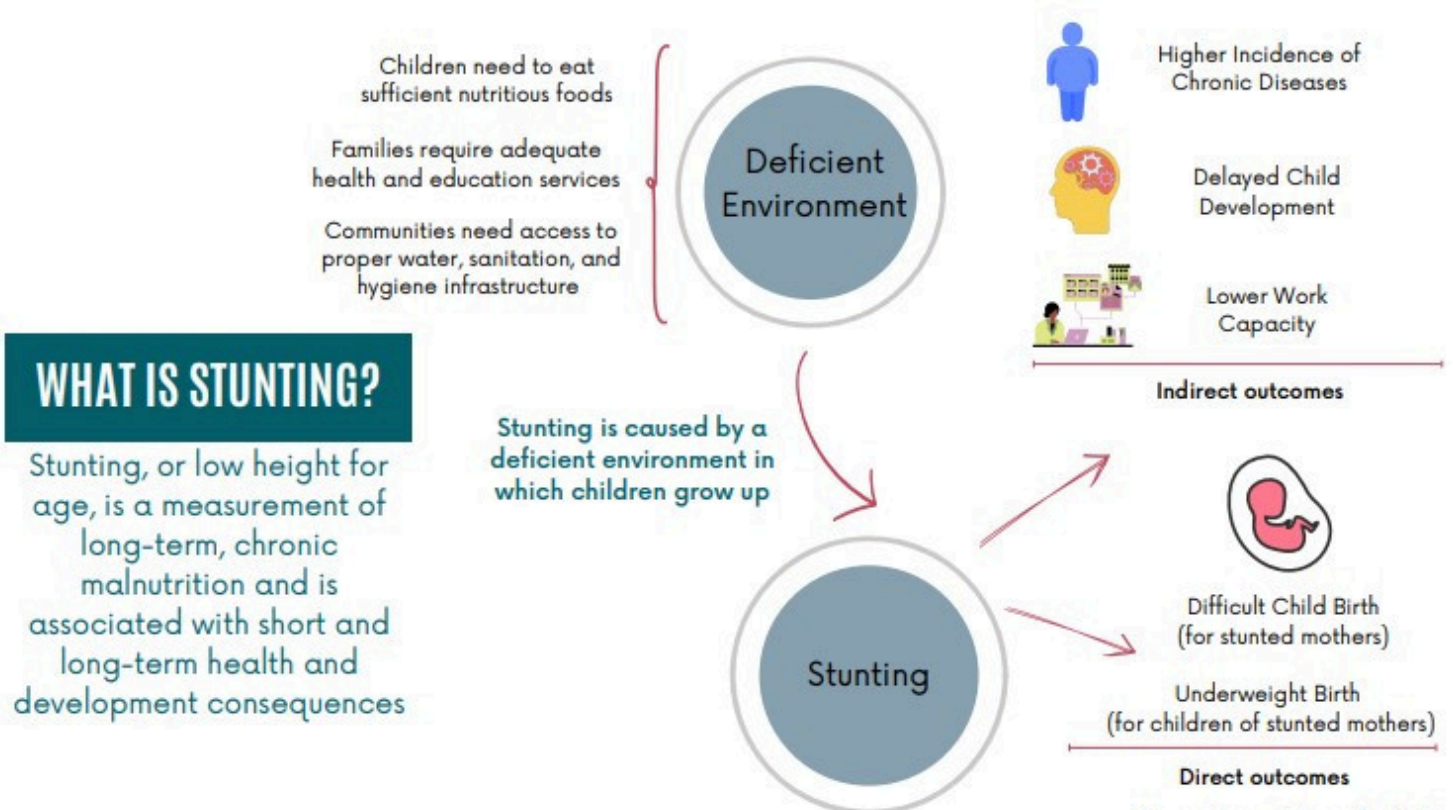 Children need to eat
sufficient nutritious foods
Families require adequate
health and education services
Communities need access to
proper water, sanitation, and
hygiene infrastructure
Deficient
Environment
Higher Incidence of
Chronic Diseases
Delayed Child
Development
Lower Work
Capacity
Indirect outcomes
WHAT IS STUNTING?
Stunting, or low height for
age, is a measurement of
long-term, chronic
malnutrition and is
associated with short and
long-term health and
development consequences
Stunting is caused by a
deficient environment in
which children grow up
Stunting
Difficult Child Birth
(for stunted mothers)
Underweight Birth
(for children of stunted mothers)
Direct outcomes